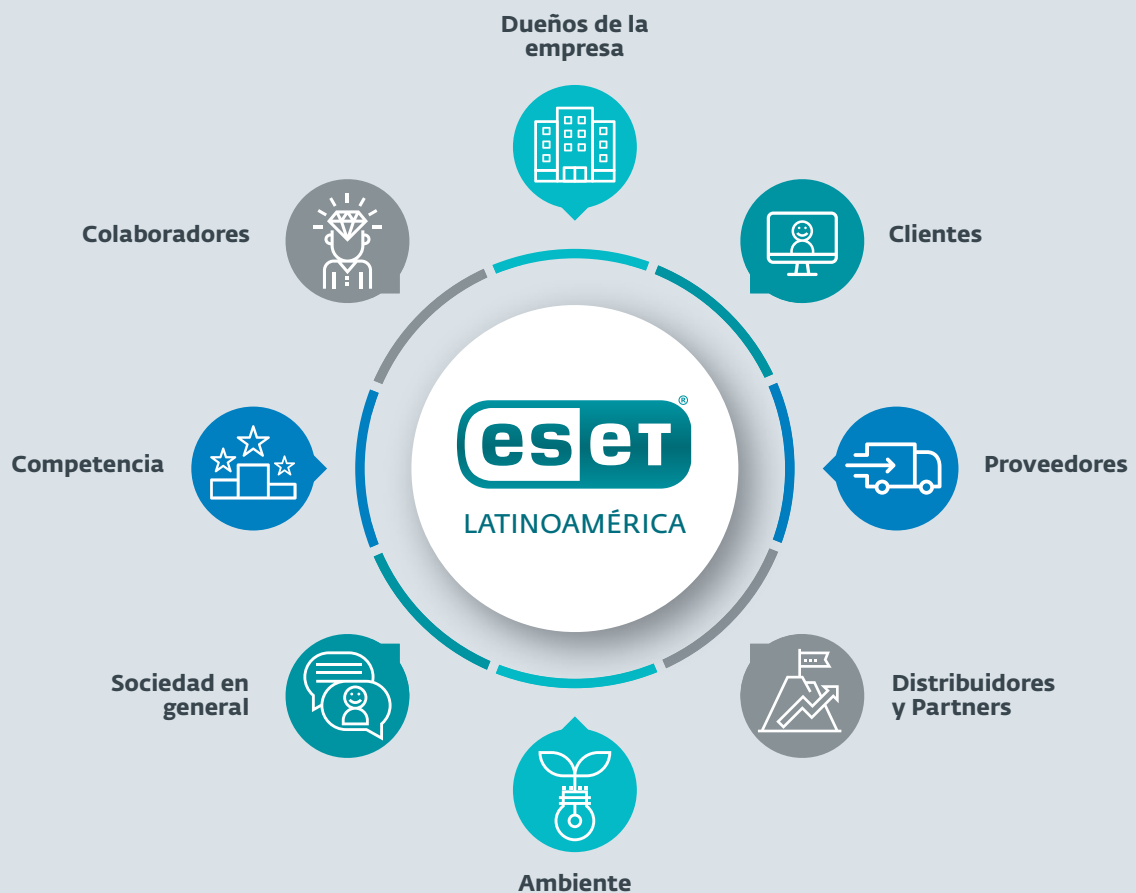 Dueños de la
empresa
Colaboradores
Clientes
Competencia
eseT®
LATINOAMÉRICA
Proveedores
Sociedad en
general
Distribuidores
y Partners
Ambiente